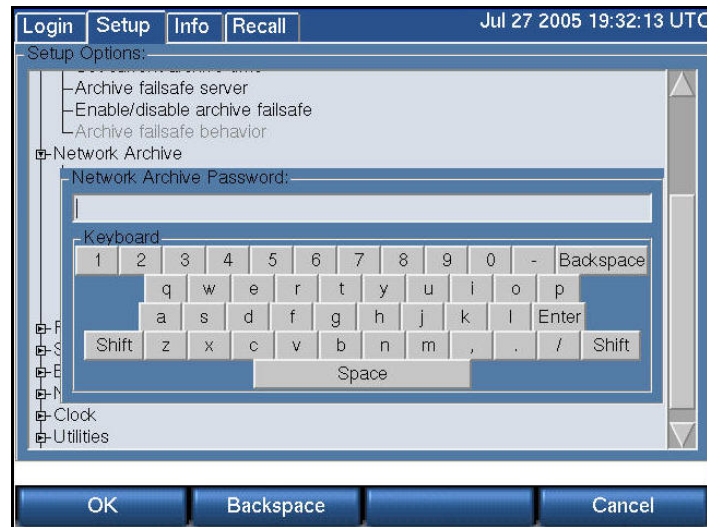 Login Setup Info Recall Jul 27 2005 19:32:13 UTC
Setup Options:
Archive failsafe server
Enable/disable archive failsafe
Archive failsafe behavior
Network Archive
Network Archive Password:
Keyboard
1 2 3 4 5 6 7 8 9 0 - Backspace
q w e r t y u i o p
a s d f g h j k l Enter
Shift z x c v b n m , . / Shift
Space
Clock
Utilities
OK Backspace Cancel